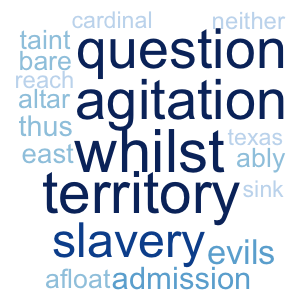 cardinal neither
taint question
bare
reach agitation
altar
thus whilst texas
east ably
territory sink
slavery evils
afloat admission